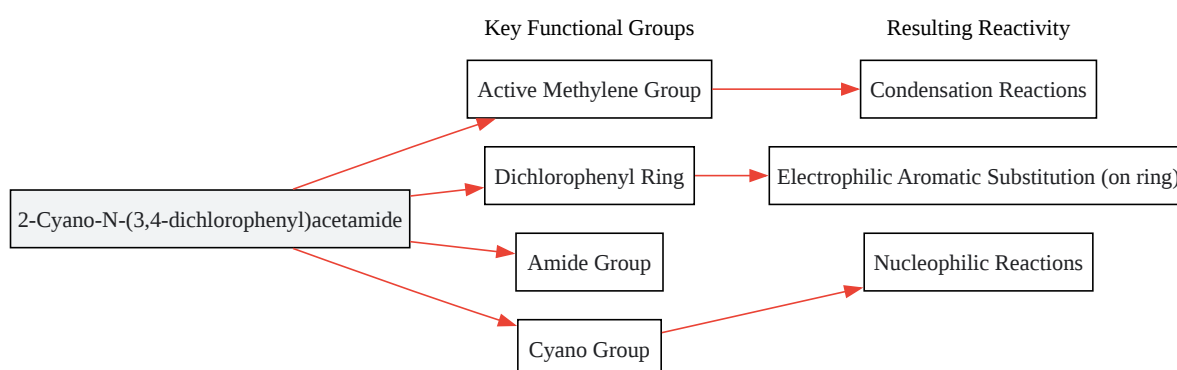 Key Functional Groups
Resulting Reactivity
Active Methylene Group
Condensation Reactions
Dichlorophenyl Ring
Electrophilic Aromatic Substitution (on ring)
2-Cyano-N-(3,4-dichlorophenyl)acetamide
Amide Group
Nucleophilic Reactions
Cyano Group